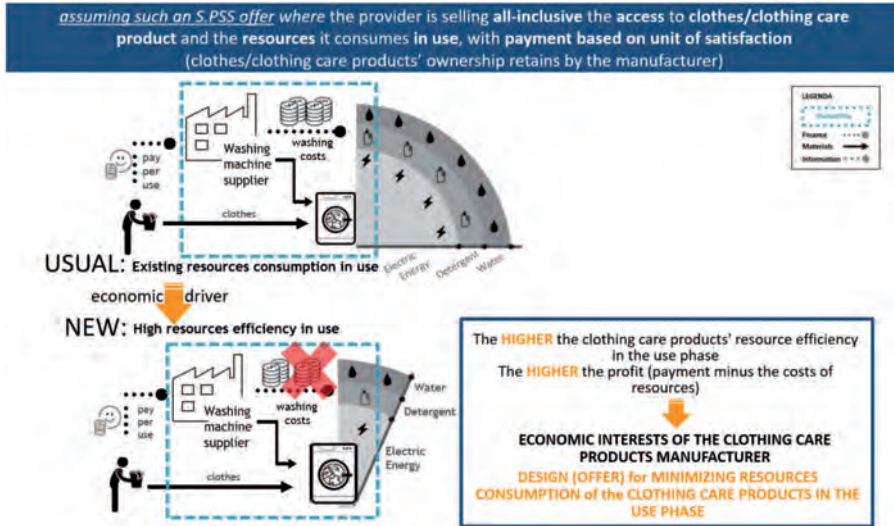 assuming such an S.PSS offer where the provider is selling all-inclusive the access to clothes/clothing care
product and the resources it consumes in use, with payment based on unit of satisfaction
(clothes/clothing care products' ownership retains by the manufacturer)
LEGENDA
Finance
Materials
Information
pay
per
use
Washing
machine
supplier
washing
costs
clothes
Electric
Energy
Detergent
Water
USUAL: Existing resources consumption in use
economic driver
NEW: High resources efficiency in use
pay
per
use
Washing
machine
supplier
washing
costs
clothes
Water
Detergent
Electric
Energy
The HIGHER the clothing care products' resource efficiency
in the use phase
The HIGHER the profit (payment minus the costs of
resources)
ECONOMIC INTERESTS OF THE CLOTHING CARE
PRODUCTS MANUFACTURER
DESIGN (OFFER) for MINIMIZING RESOURCES
CONSUMPTION of the CLOTHING CARE PRODUCTS IN THE
USE PHASE